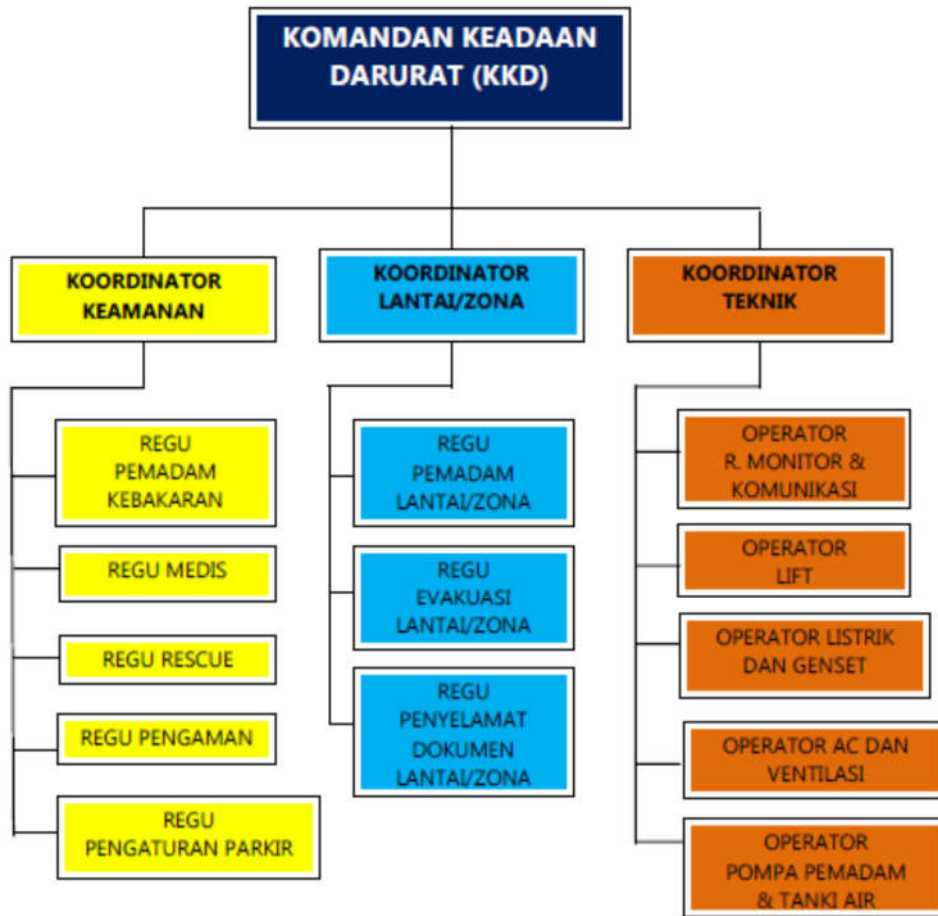 KOMANDAN KEADAAN
DARURAT (KKD)
KOORDINATOR
KEAMANAN
REGU
PEMADAM
KEBAKARAN
REGU MEDIS
REGU RESCUE
REGU PENGAMAN
REGU
PENGATURAN PARKIR
KOORDINATOR
LANTAI/ZONA
REGU
PEMADAM
LANTAI/ZONA
REGU
EVAKUASI
LANTAI/ZONA
REGU
PENYELAMAT
DOKUMEN
LANTAI/ZONA
KOORDINATOR
TEKNIK
OPERATOR
R. MONITOR &
KOMUNIKASI
OPERATOR
LIFT
OPERATOR LISTRIK
DAN GENSET
OPERATOR AC DAN
VENTILASI
OPERATOR
POMPA PEMADAM
& TANKI AIR